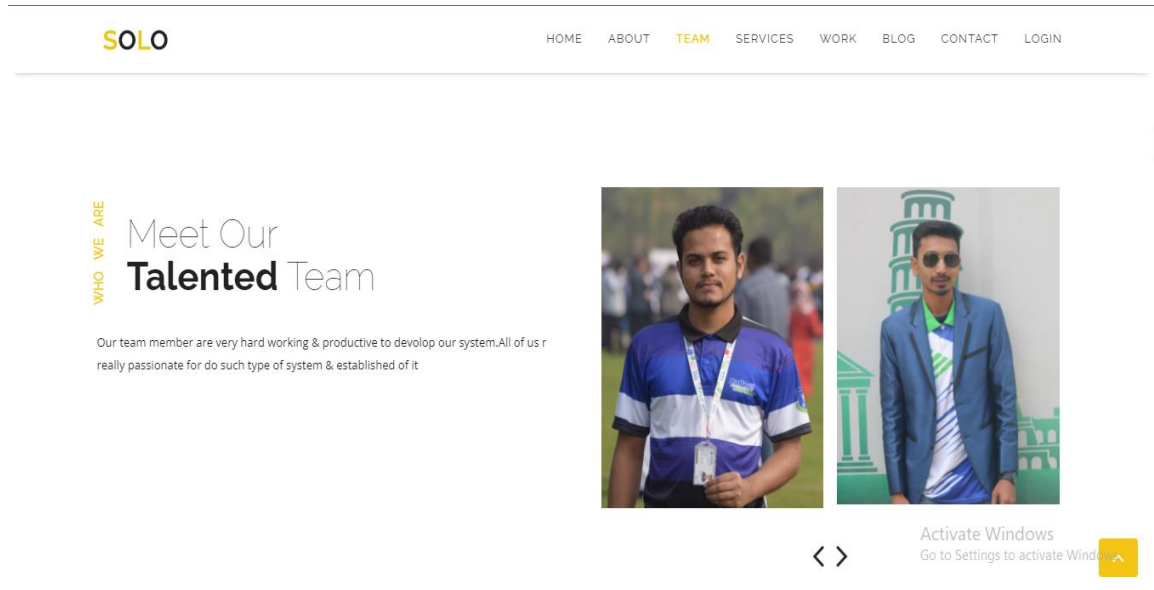 SOLO
HOME ABOUT TEAM SERVICES WORK BLOG CONTACT LOGIN
WHO WE ARE
Meet Our
Talented Team
Our team member are very hard working & productive to devolop our system.All of us r
really passionate for do such type of system & established of it
Activate Windows
Go to Settings to activate Windows